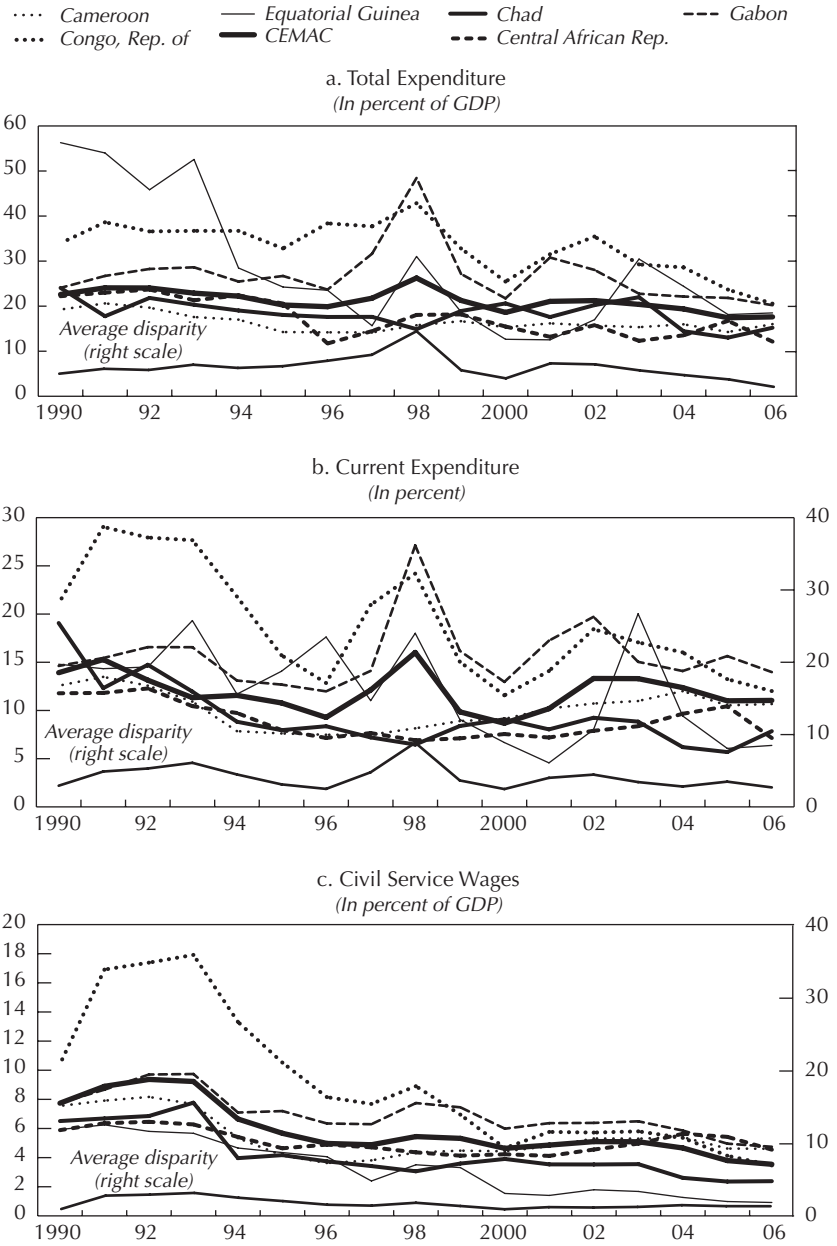 Cameroon Equatorial Guinea Chad Gabon
Congo, Rep. of CEMAC Central African Rep.
a. Total Expenditure
(In percent of GDP)
60
50
40
30
20
10
0
Average disparity
(right scale)
1990 92 94 96 98 2000 02 04 06
b. Current Expenditure
(In percent)
30
25
20
15
10
5
0
40
30
20
10
0
Average disparity
(right scale)
1990 92 94 96 98 2000 02 04 06
c. Civil Service Wages
(In percent of GDP)
20
18
16
14
12
10
8
6
4
2
0
40
30
20
10
0
Average disparity
(right scale)
1990 92 94 96 98 2000 02 04 06